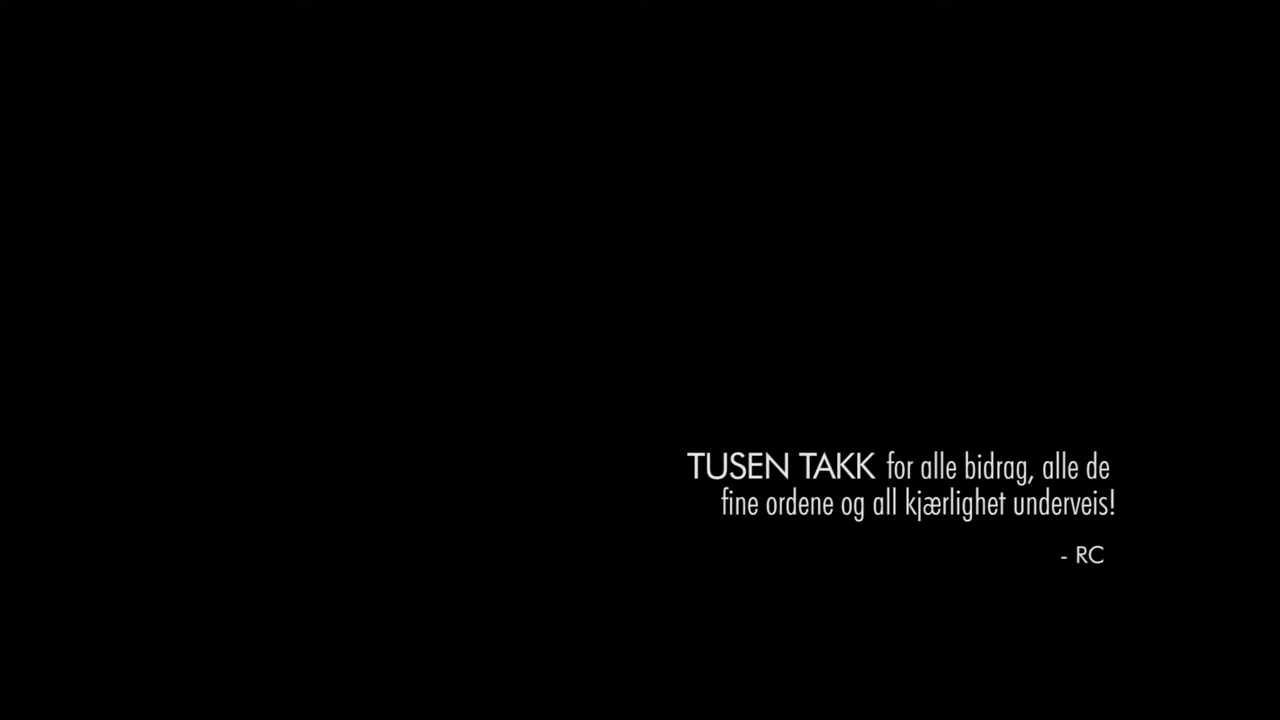 TUSEN TAKK for alle bidrag, alle de
fine ordene og all kjærlighet underveis!
- RC